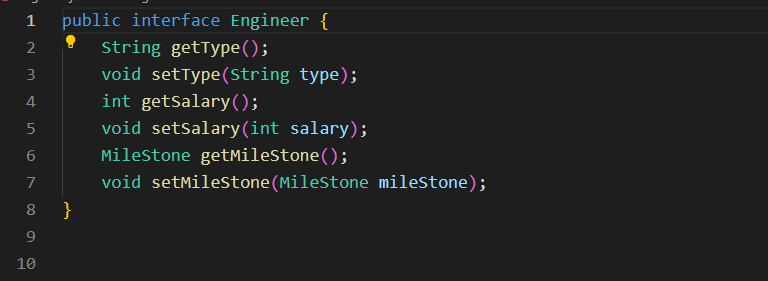 1 public interface Engineer {
2 String getType();
3 void setType(String type);
4 int getSalary();
5 void setSalary(int salary);
6 MileStone getMileStone();
7 void setMileStone(MileStone mileStone);
8 }
9
10